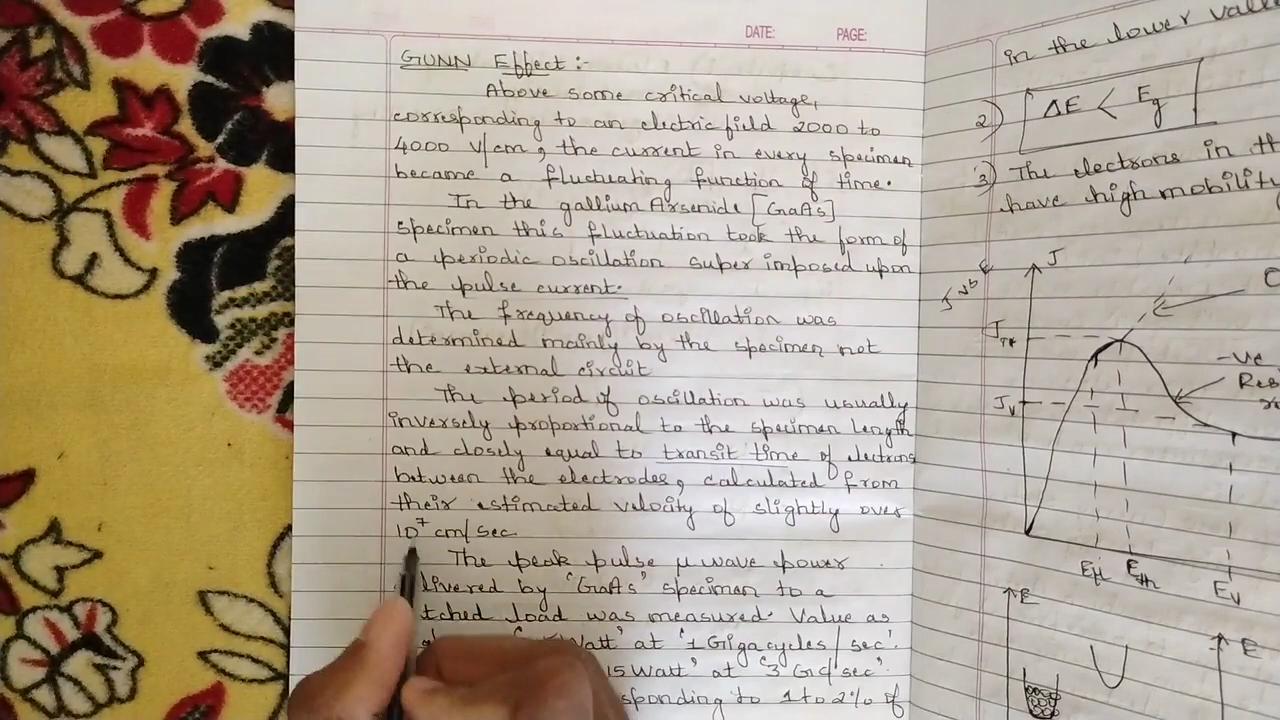 DATE: PAGE:
GUNN Effect :-
Above some critical voltage,
corresponding to an electric field 2000 to
4000 V/cm, the current in every specimen
became a fluctuating function of time.
In the gallium Arsenide [GaAs]
specimen this fluctuation took the form of
a periodic oscillation super imposed upon
the pulse current.
The frequency of oscillation was
determined mainly by the specimen not
the external circuit
The period of oscillation was usually
inversely proportional to the specimen length
and closely equal to transit time of electrons
between the electrodes, calculated from
their estimated velocity of slightly over
10⁷ cm/sec
The peak pulse μ wave power
livered by 'GaAs' specimen to a
tched load was measured. Value as
Watt' at '1 Gigacycles/sec'.
15 Watt' at '3 Gc/sec'.
sponding to 1 to 2% of
in the lower vall
2) ΔE < Eg
3) The electrons in th
have high mobility
J
J_TH
-ve
Res
J_V
E_th
E_V
E
E